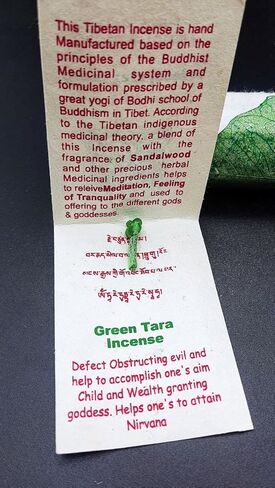 This Tibetan Incense is hand
Manufactured based on the
principles of the Buddhist
Medicinal system and
formulation prescribed by a
great yogi of Bodhi school of
Buddhism in Tibet. According
to the Tibetan indigenous
medicinal theory, a blend of
this Incense with the
fragrance of Sandalwood
and other precious herbal
Medicinal ingredients helps
to releiveMeditation, Feeling
of Tranquality and used to
offering to the different gods
& goddesses.
Green Tara
Incense
Defect Obstructing evil and
help to accomplish one's aim
Child and Wealth granting
goddess. Helps one's to attain
Nirvana